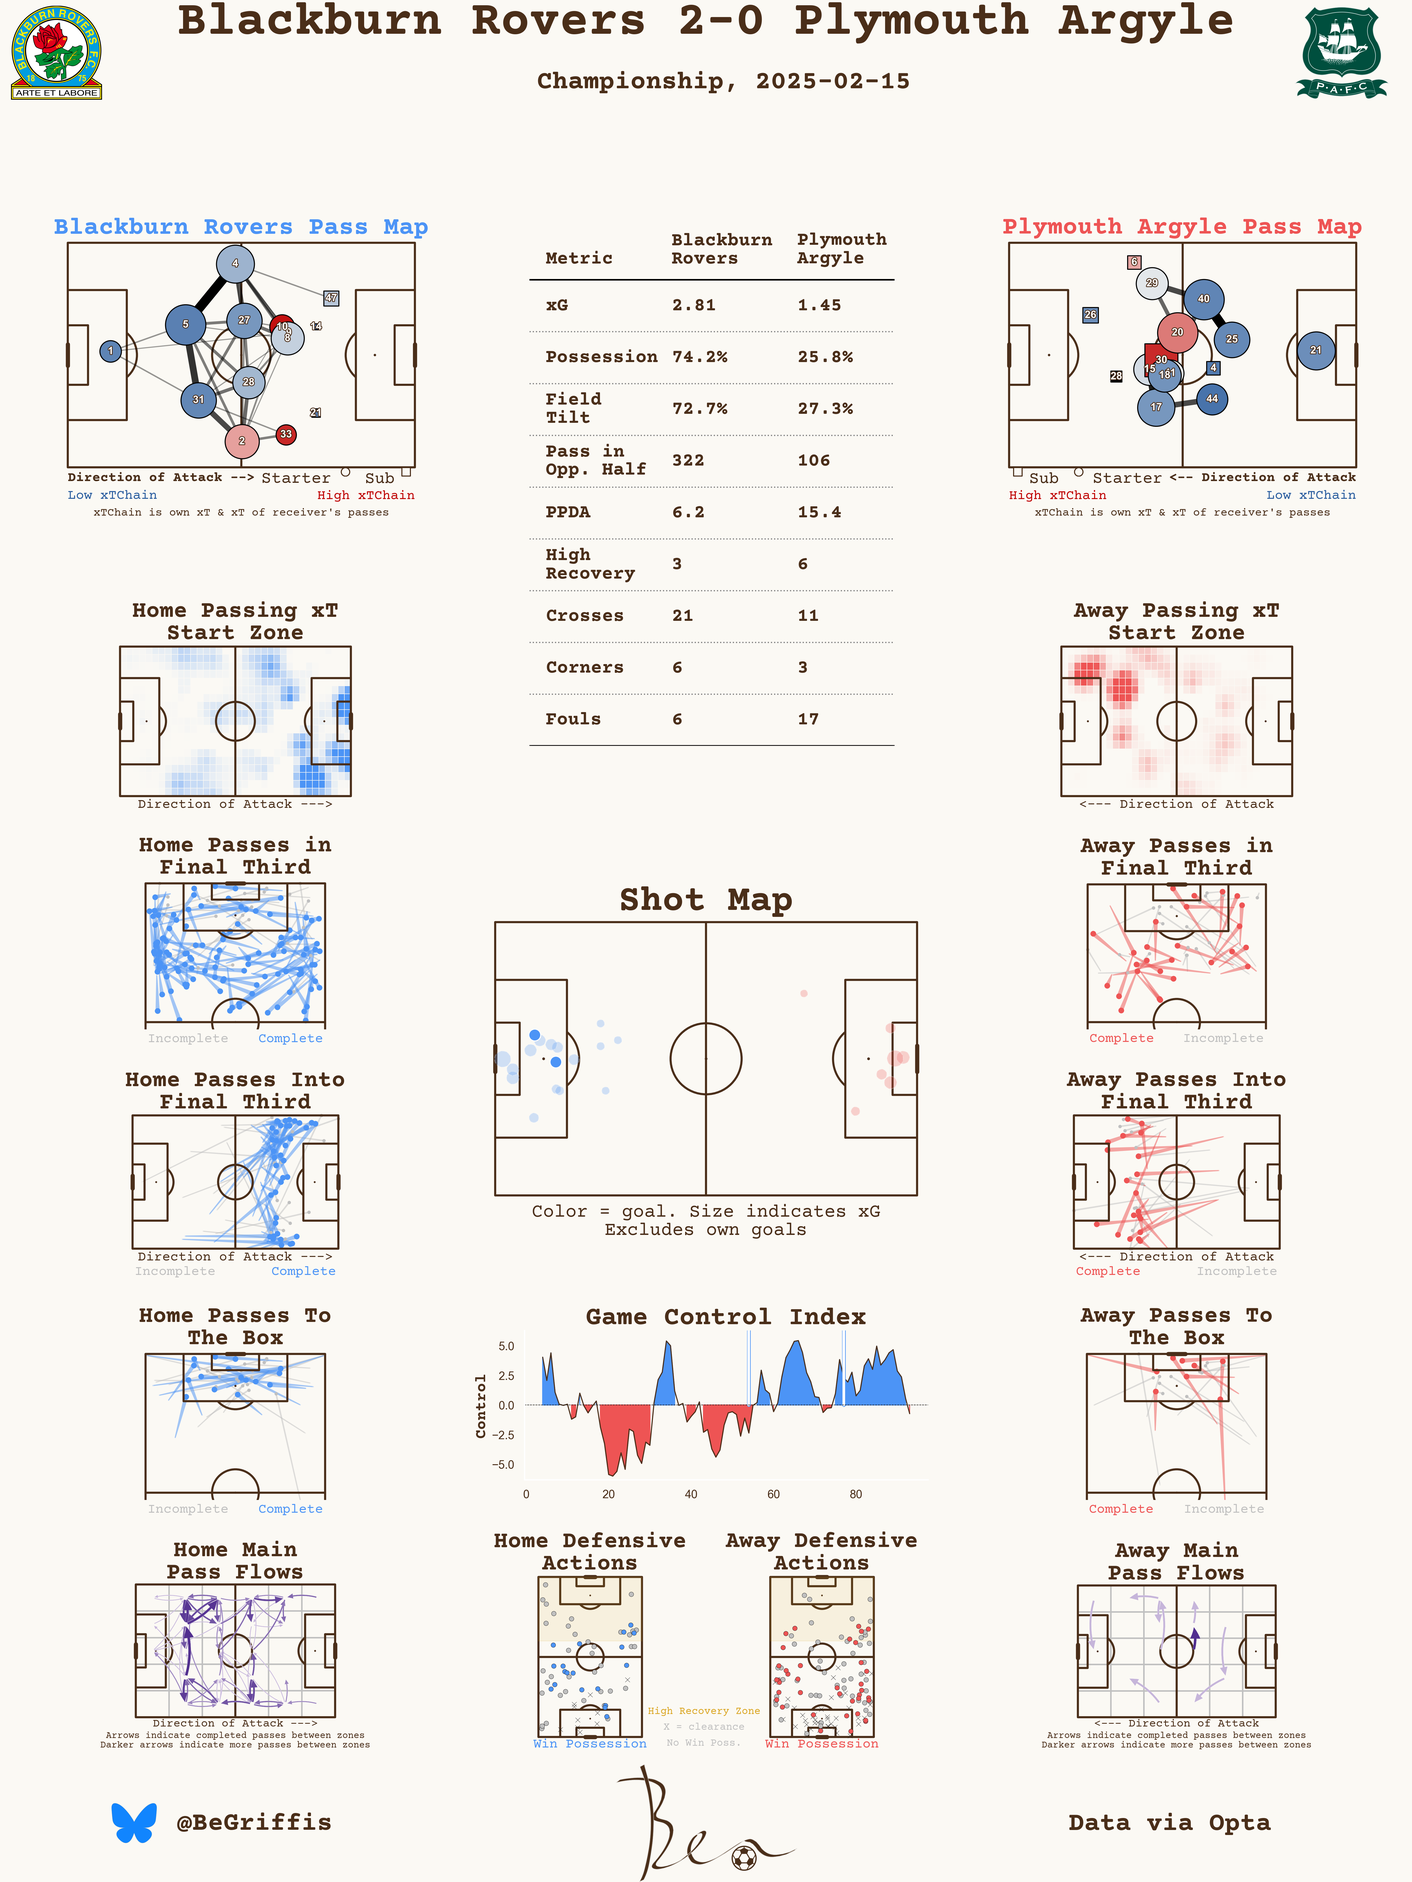 Blackburn Rovers 2-0 Plymouth Argyle
Championship, 2025-02-15
BLACKBURN ROVERS F.C.
18 75
ARTE ET LABORE
P·A·F·C
Blackburn Rovers Pass Map
4
47
5
27
10
9
14
8
1
28
31
21
33
2
Direction of Attack --> Starter Sub
Low xTChain High xTChain
xTChain is own xT & xT of receiver's passes
Metric Blackburn Rovers Plymouth Argyle
xG 2.81 1.45
Possession 74.2% 25.8%
Field Tilt 72.7% 27.3%
Pass in Opp. Half 322 106
PPDA 6.2 15.4
High Recovery 3 6
Crosses 21 11
Corners 6 3
Fouls 6 17
Plymouth Argyle Pass Map
6
29
40
26
20
25
30
21
15
18
28
4
17
44
Sub Starter <-- Direction of Attack
High xTChain Low xTChain
xTChain is own xT & xT of receiver's passes
Home Passing xT
Start Zone
Direction of Attack --->
Away Passing xT
Start Zone
<--- Direction of Attack
Home Passes in
Final Third
Incomplete Complete
Away Passes in
Final Third
Complete Incomplete
Shot Map
Color = goal. Size indicates xG
Excludes own goals
Home Passes Into
Final Third
Direction of Attack --->
Incomplete Complete
Away Passes Into
Final Third
<--- Direction of Attack
Complete Incomplete
Home Passes To
The Box
Incomplete Complete
Game Control Index
Control
5.0
2.5
0.0
−2.5
−5.0
0 20 40 60 80
Away Passes To
The Box
Complete Incomplete
Home Main
Pass Flows
Direction of Attack --->
Arrows indicate completed passes between zones
Darker arrows indicate more passes between zones
Home Defensive
Actions
Win Possession
High Recovery Zone
X = clearance
No Win Poss.
Away Defensive
Actions
Win Possession
Away Main
Pass Flows
<--- Direction of Attack
Arrows indicate completed passes between zones
Darker arrows indicate more passes between zones
@BeGriffis
Ben
Data via Opta